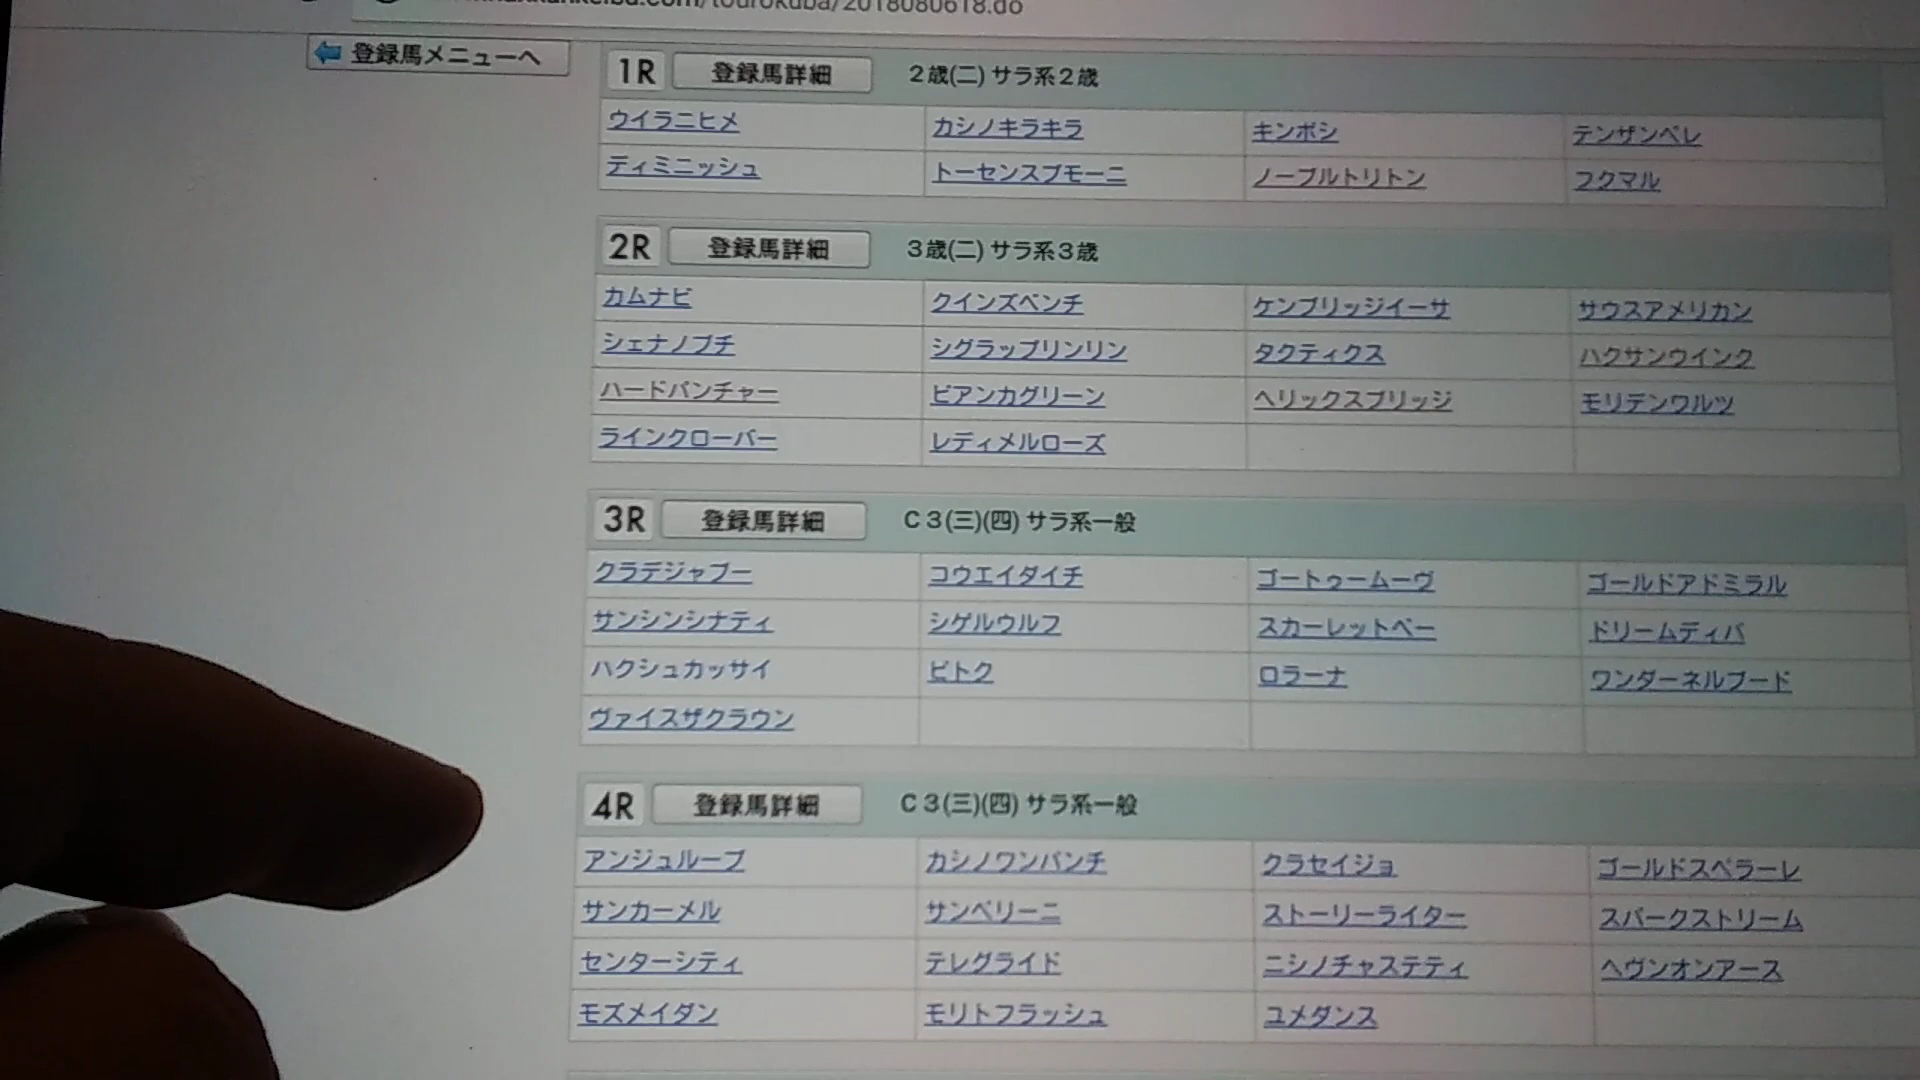 /tourokuba/2018080618.do
登録馬メニューへ
1R 登録馬詳細 2歳(二) サラ系2歳
ウイラニヒメ カシノキラキラ キンボシ テンザンペレ
ディミニッシュ トーセンスプモーニ ノーブルトリトン フクマル
2R 登録馬詳細 3歳(二) サラ系3歳
カムナビ クインズベンチ ケンブリッジイーサ サウスアメリカン
シェナノブチ シグラップリンリン タクティクス ハクサンウインク
ハードパンチャー ビアンカグリーン ヘリックスブリッジ モリデンワルツ
ラインクローバー レディメルローズ
3R 登録馬詳細 C3(三)(四) サラ系一般
クラデジャブー コウエイダイチ ゴートゥームーヴ ゴールドアドミラル
サンシンシナティ シゲルウルフ スカーレットベー ドリームディバ
ハクシュカッサイ ビトク ロラーナ ワンダーネルブード
ヴァイスザクラウン
4R 登録馬詳細 C3(三)(四) サラ系一般
アンジュルーブ カシノワンパンチ クラセイジョ ゴールドスペラーレ
サンカーメル サンベリーニ ストーリーライター スパークストリーム
センターシティ テレグライド ニシノチャステティ ヘヴンオンアース
モズメイダン モリトフラッシュ ユメダンス